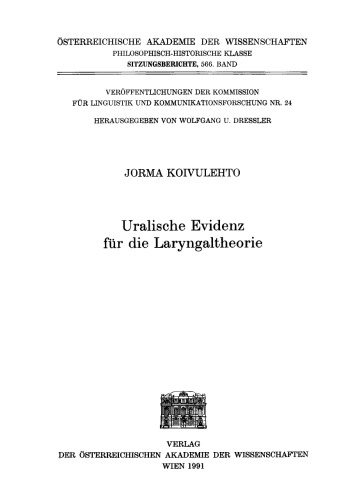 ÖSTERREICHISCHE AKADEMIE DER WISSENSCHAFTEN
PHILOSOPHISCH-HISTORISCHE KLASSE
SITZUNGSBERICHTE, 566. BAND
VERÖFFENTLICHUNGEN DER KOMMISSION
FÜR LINGUISTIK UND KOMMUNIKATIONSFORSCHUNG NR. 24
HERAUSGEGEBEN VON WOLFGANG U. DRESSLER
JORMA KOIVULEHTO
Uralische Evidenz
für die Laryngaltheorie
VERLAG
DER ÖSTERREICHISCHEN AKADEMIE DER WISSENSCHAFTEN
WIEN 1991